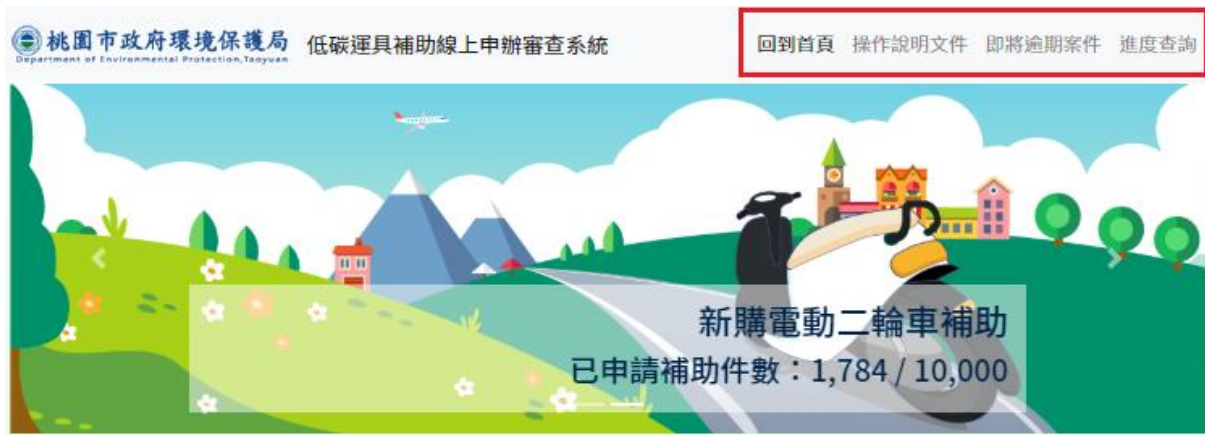 桃園市政府環境保護局
Department of Environmental Protection,Taoyuan
低碳運具補助線上申辦審查系統
回到首頁 操作說明文件 即將逾期案件 進度查詢
新購電動二輪車補助
已申請補助件數：1,784 / 10,000